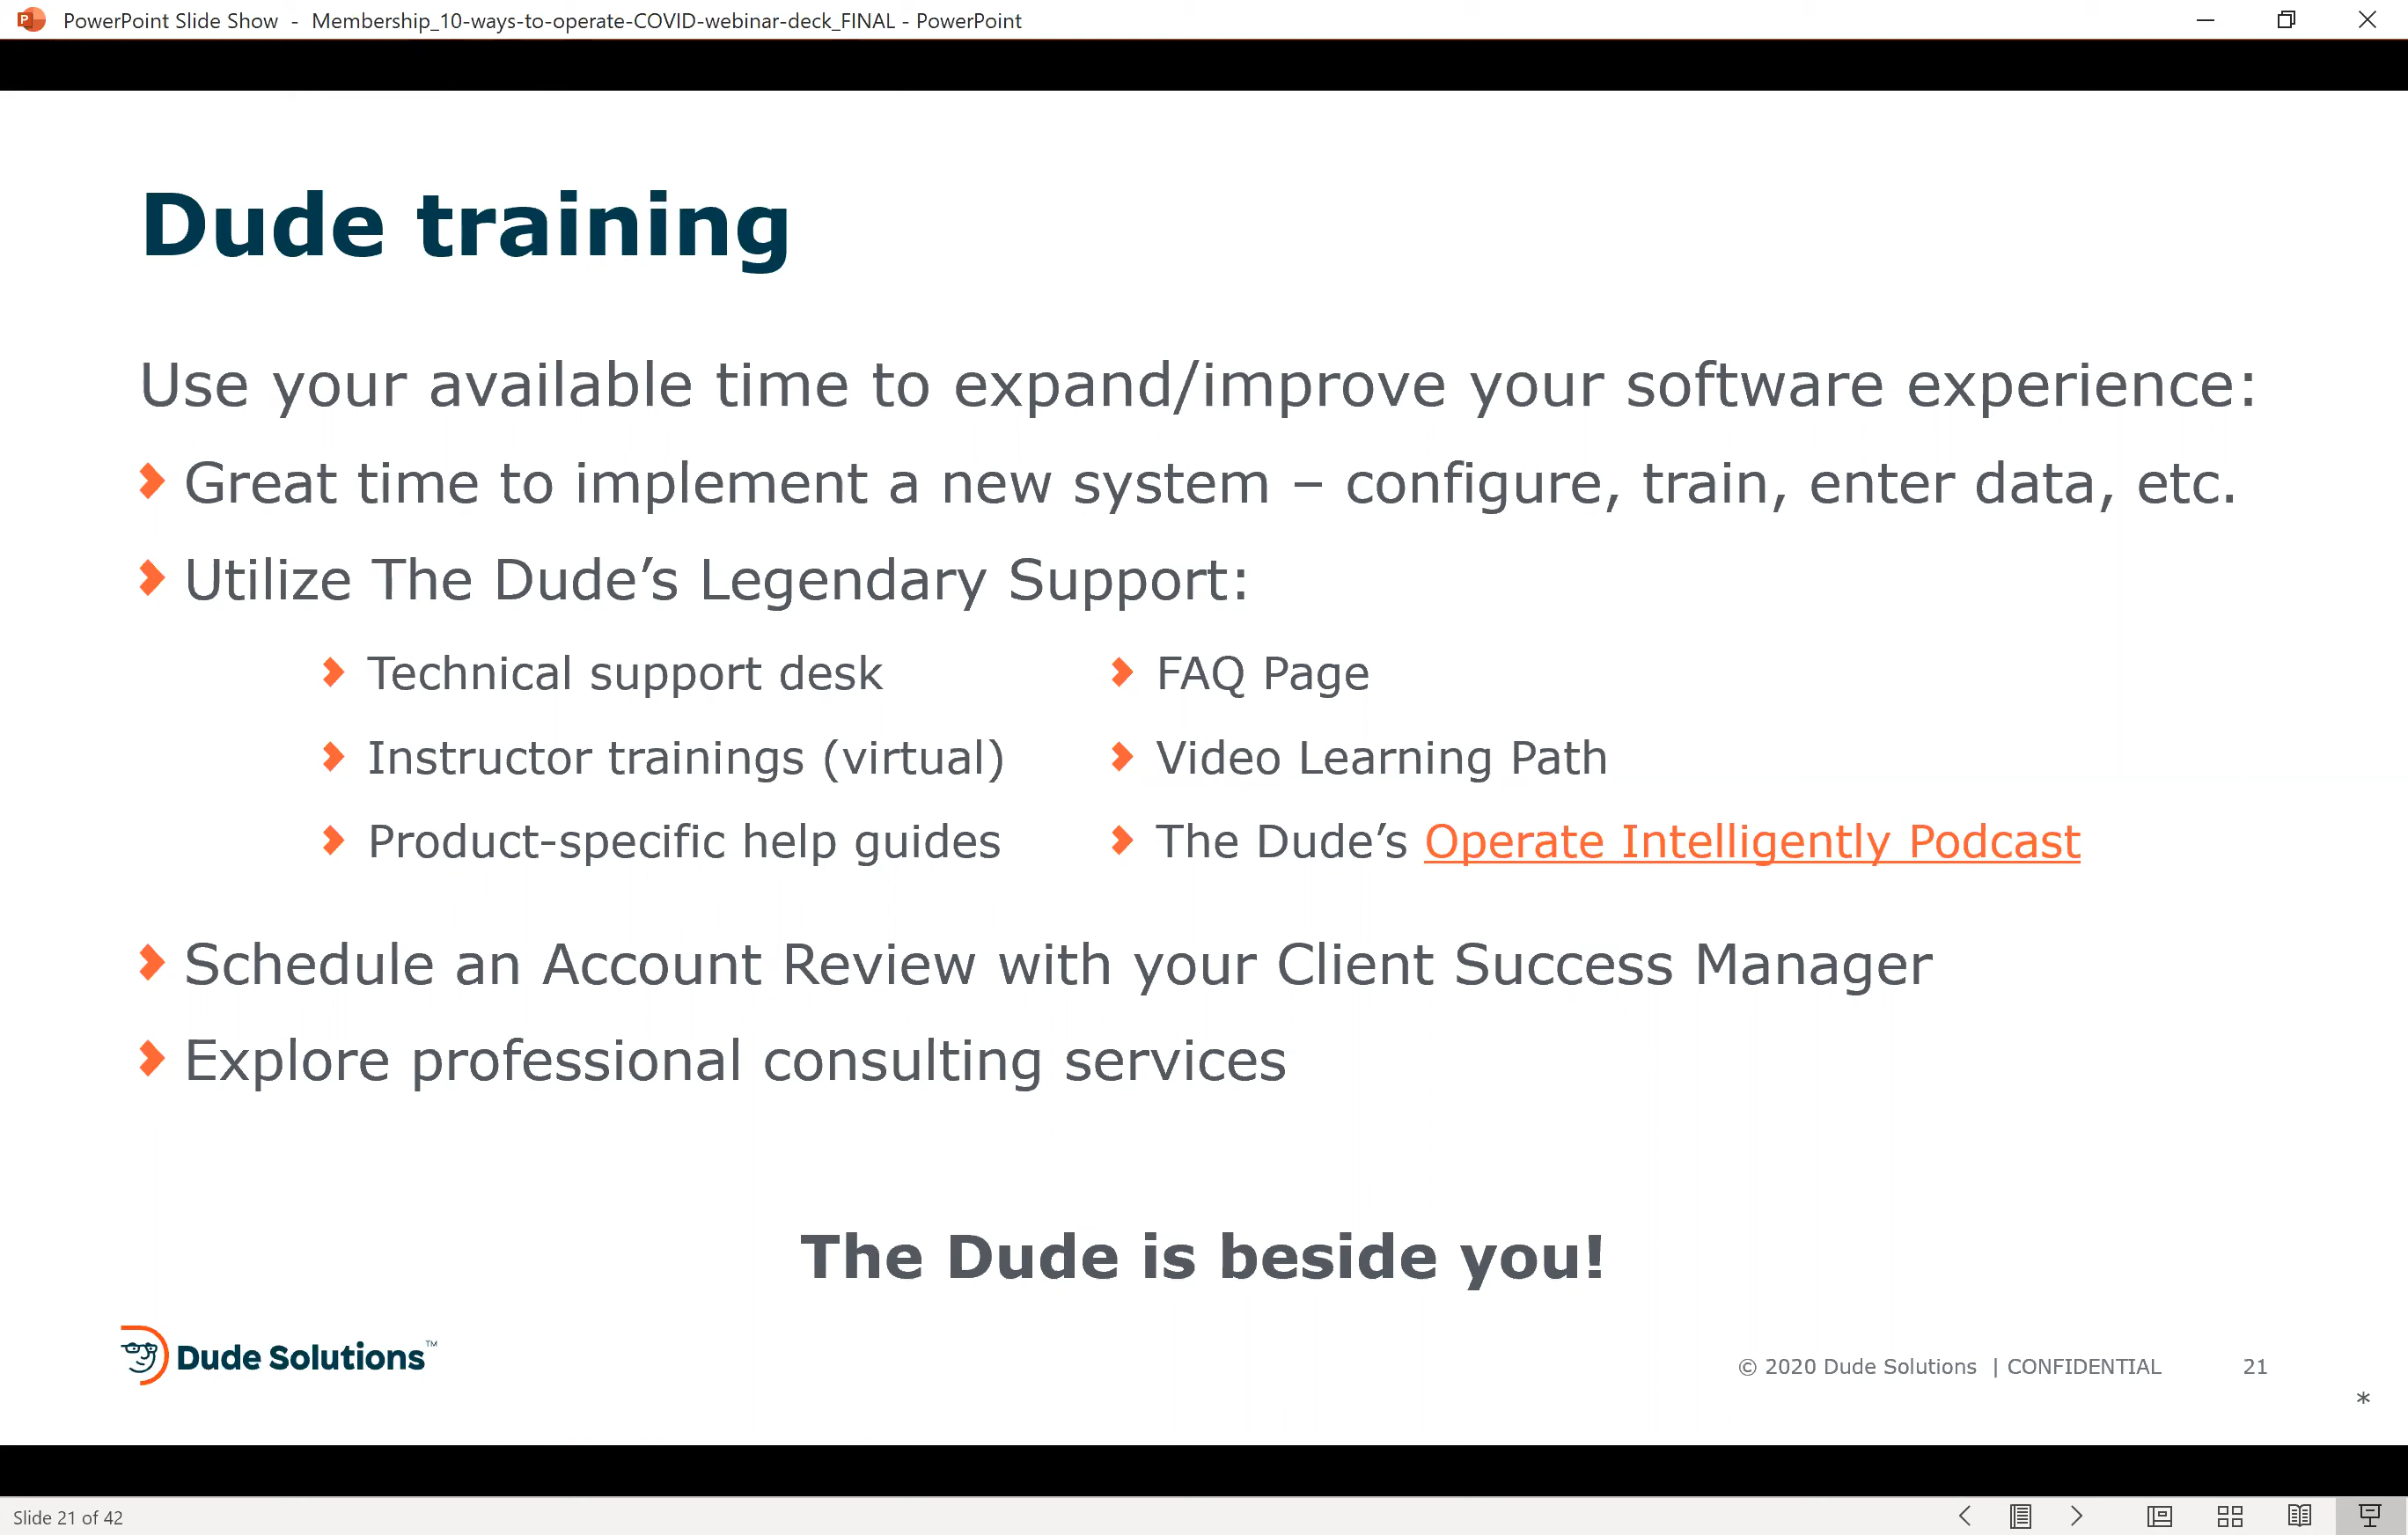 PowerPoint Slide Show - Membership_10-ways-to-operate-COVID-webinar-deck_FINAL - PowerPoint
Dude training
Use your available time to expand/improve your software experience:
Great time to implement a new system – configure, train, enter data, etc.
Utilize The Dude’s Legendary Support:
Technical support desk
Instructor trainings (virtual)
Product-specific help guides
FAQ Page
Video Learning Path
The Dude’s Operate Intelligently Podcast
Schedule an Account Review with your Client Success Manager
Explore professional consulting services
The Dude is beside you!
Dude Solutions™
© 2020 Dude Solutions | CONFIDENTIAL 21
*
Slide 21 of 42